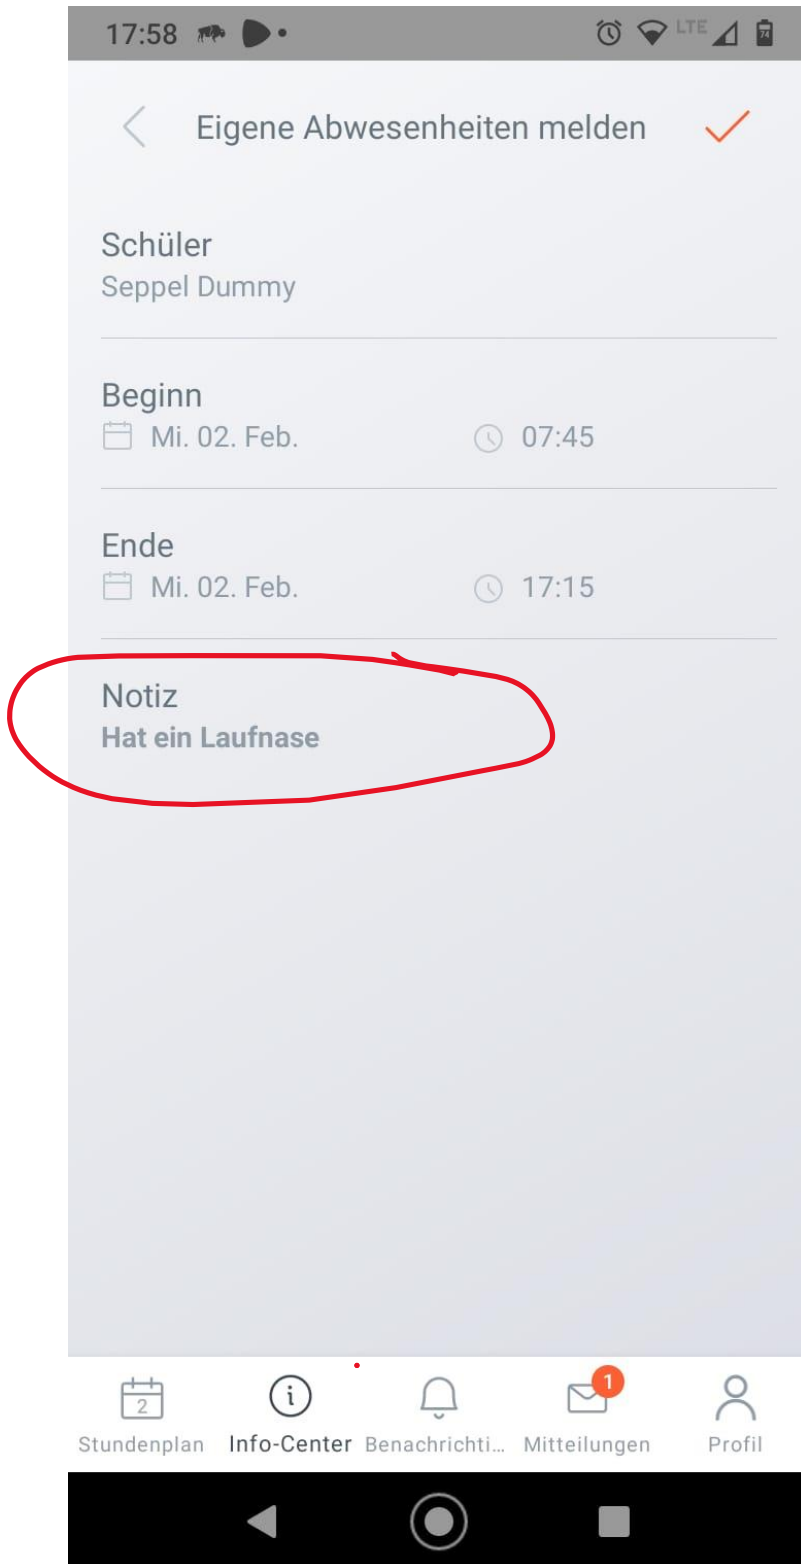 17:58 LTE 74
Eigene Abwesenheiten melden
Schüler
Seppel Dummy
Beginn
Mi. 02. Feb. 07:45
Ende
Mi. 02. Feb. 17:15
Notiz
Hat ein Laufnase
2 i 1
Stundenplan Info-Center Benachrichti... Mitteilungen Profil